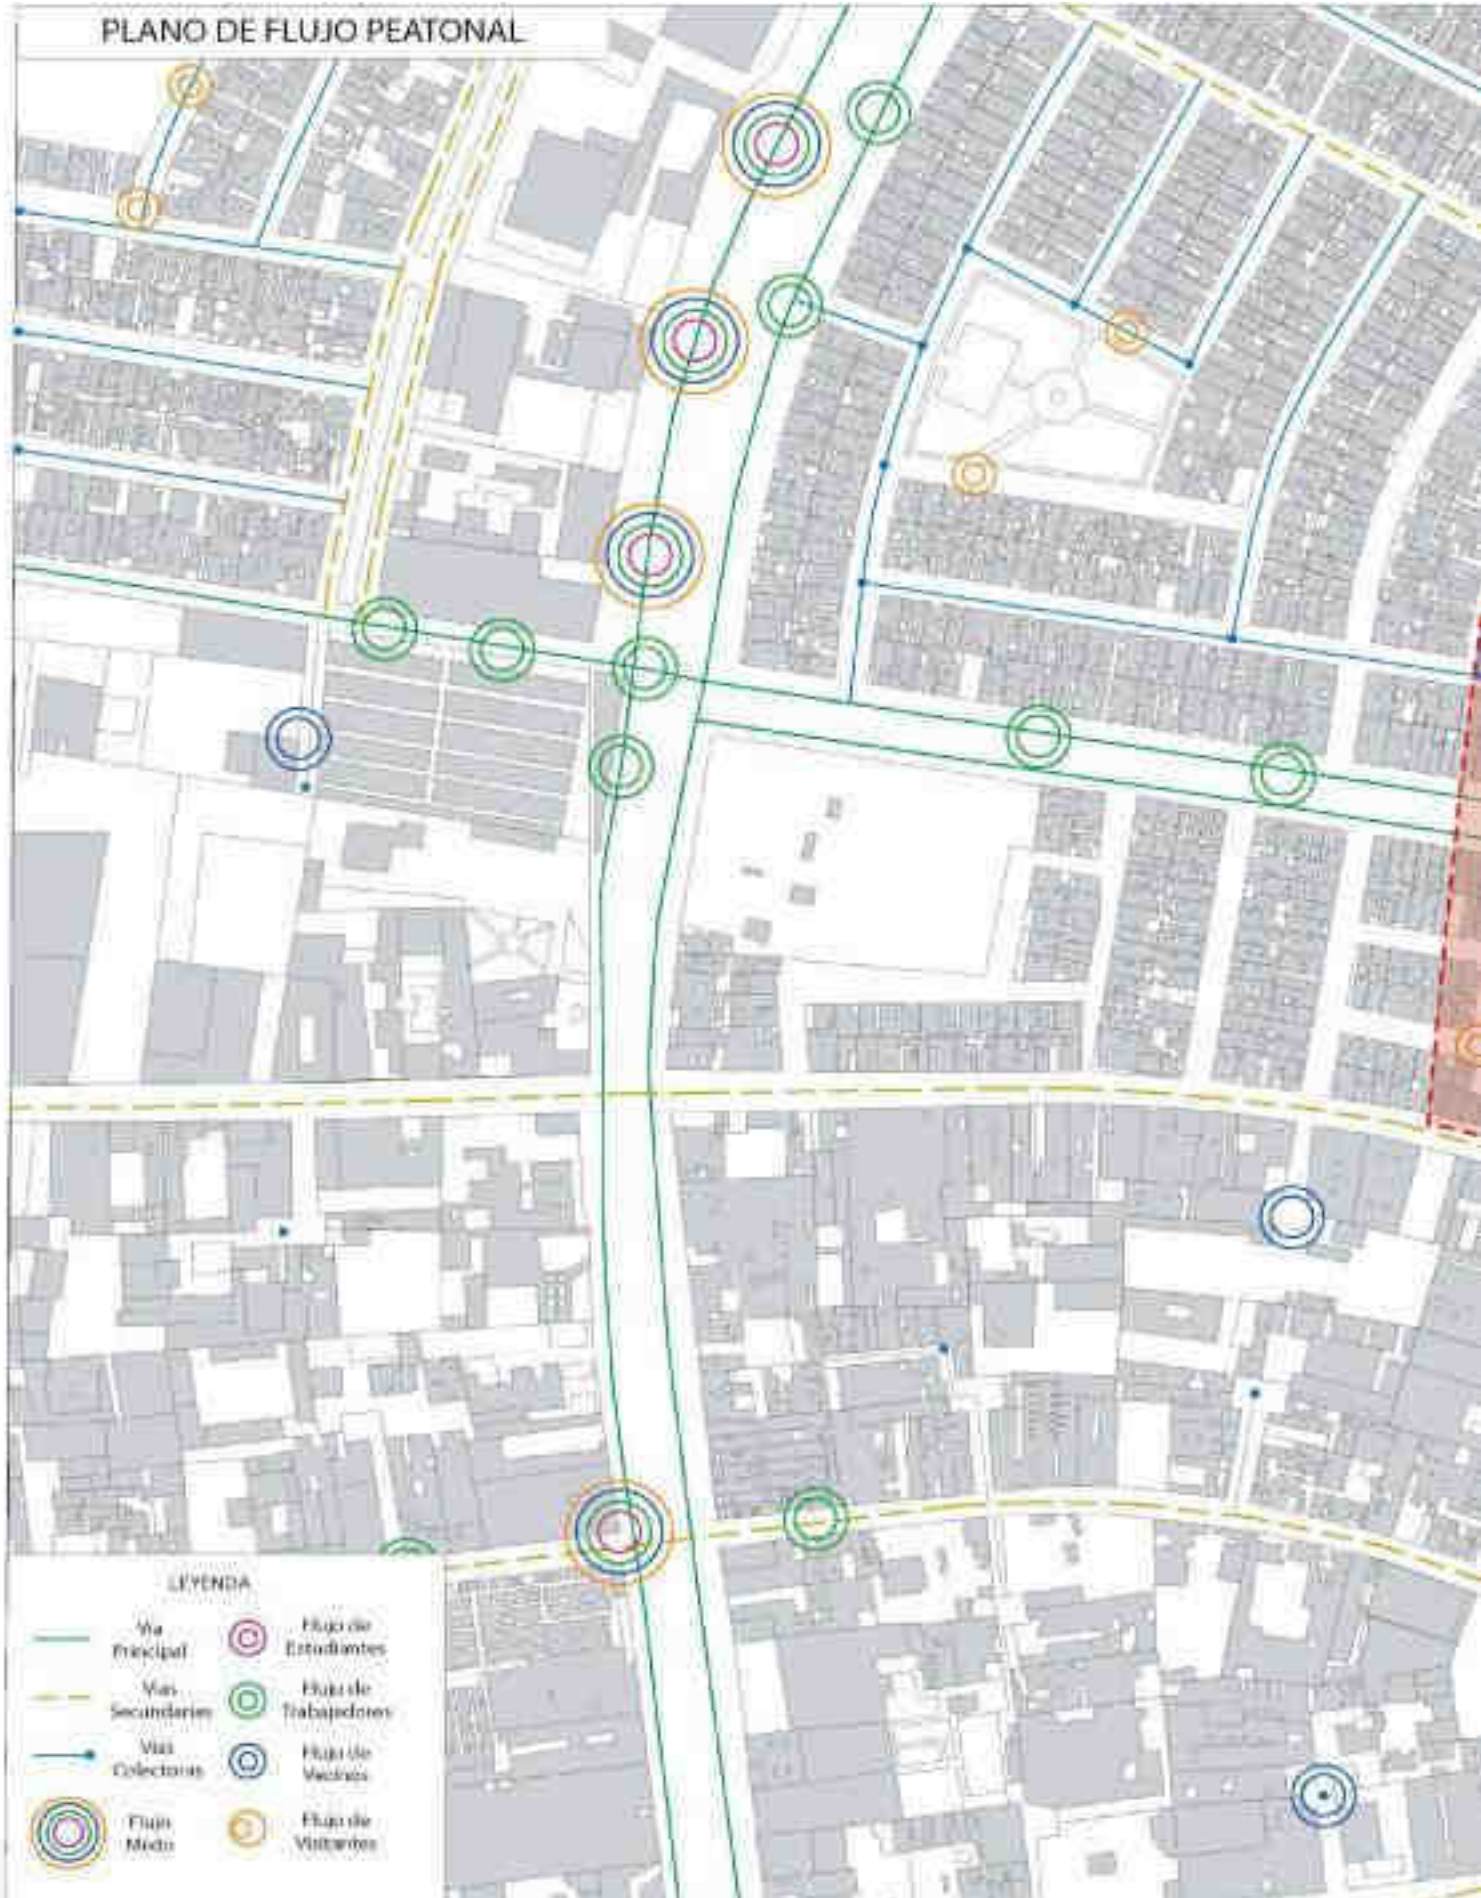 PLANO DE FLUJO PEATONAL
LEYENDA
Via
Principal
Vias
Secundarias
Vias
Colectoras
Flujo
Mixto
Flujo de
Estudiantes
Flujo de
Trabajadores
Flujo de
Vecinos
Flujo de
Visitantes